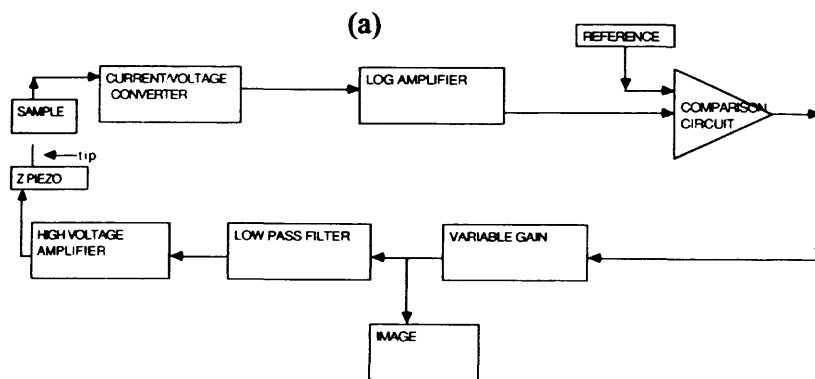 (a)
REFERENCE
CURRENT/VOLTAGE
CONVERTER
LOG AMPLIFIER
SAMPLE
COMPARISON
CIRCUIT
tip
Z PIEZO
HIGH VOLTAGE
AMPLIFIER
LOW PASS FILTER
VARIABLE GAIN
IMAGE